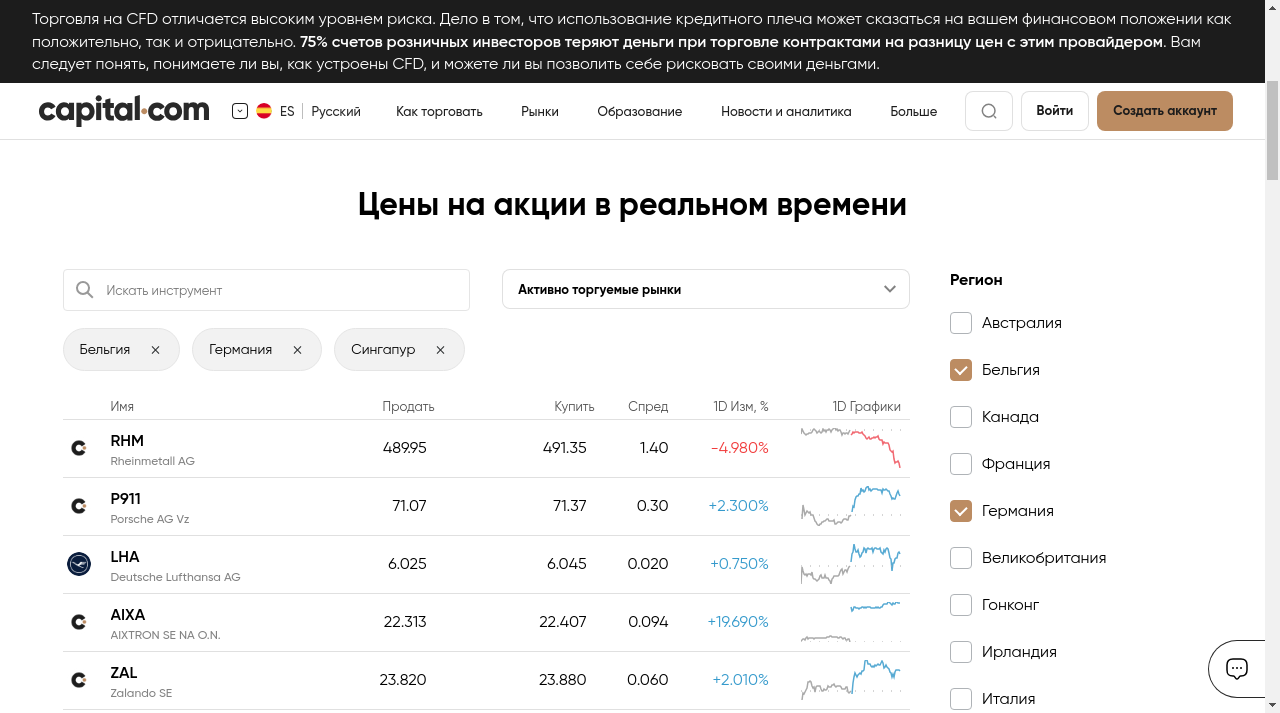 Торговля на CFD отличается высоким уровнем риска. Дело в том, что использование кредитного плеча может сказаться на вашем финансовом положении как
положительно, так и отрицательно. 75% счетов розничных инвесторов теряют деньги при торговле контрактами на разницу цен с этим провайдером. Вам
следует понять, понимаете ли вы, как устроены CFD, и можете ли вы позволить себе рисковать своими деньгами.
capital.com ES Русский Как торговать Рынки Образование Новости и аналитика Больше Войти Создать аккаунт
Цены на акции в реальном времени
Искать инструмент Активно торгуемые рынки
Бельгия Германия Сингапур
Имя Продать Купить Спред 1D Изм, % 1D Графики
RHM 489.95 491.35 1.40 -4.980%
Rheinmetall AG
P911 71.07 71.37 0.30 +2.300%
Porsche AG Vz
LHA 6.025 6.045 0.020 +0.750%
Deutsche Lufthansa AG
AIXA 22.313 22.407 0.094 +19.690%
AIXTRON SE NA O.N.
ZAL 23.820 23.880 0.060 +2.010%
Zalando SE
Регион
Австралия
Бельгия
Канада
Франция
Германия
Великобритания
Гонконг
Ирландия
Италия